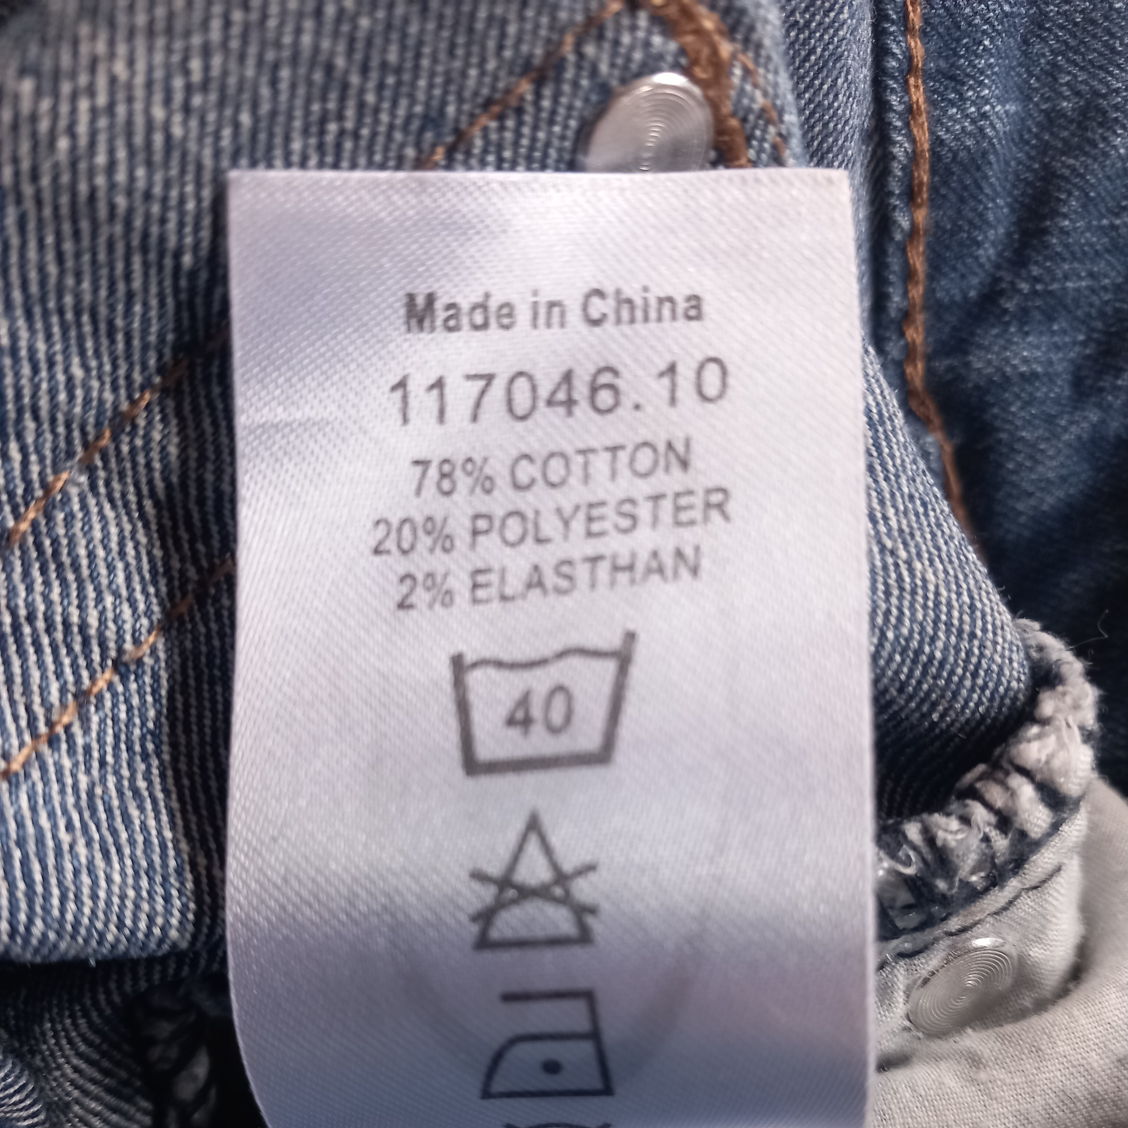 Made in China
117046.10
78% COTTON
20% POLYESTER
2% ELASTHAN
40